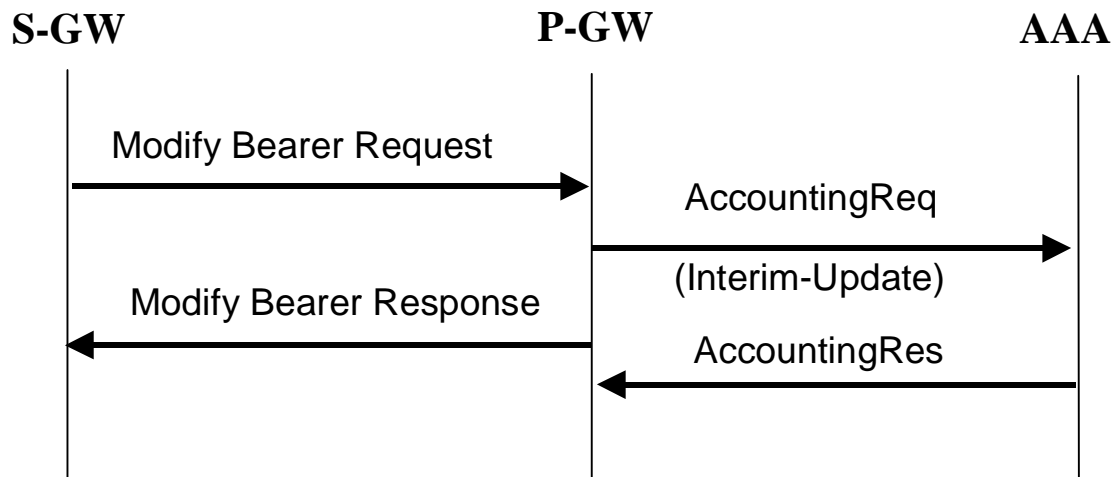 S-GW P-GW AAA
Modify Bearer Request
AccountingReq
(Interim-Update)
Modify Bearer Response
AccountingRes